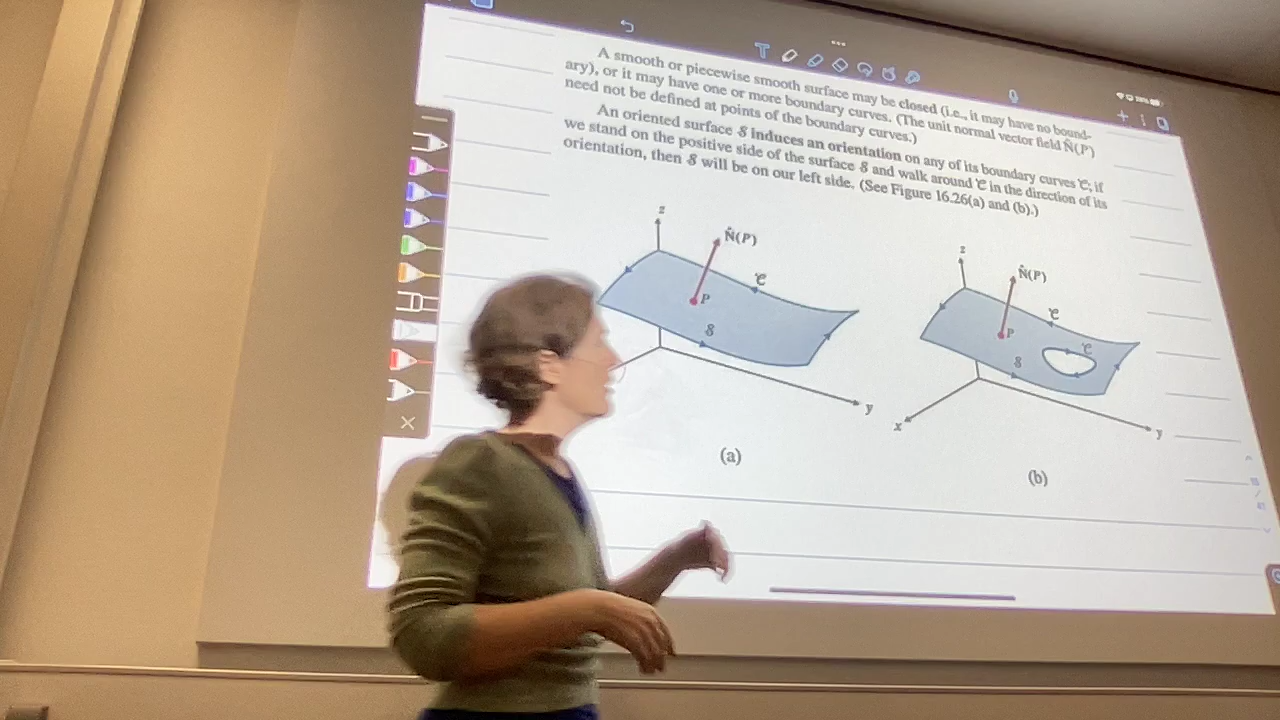 A smooth or piecewise smooth surface may be closed (i.e., it may have no bound-
ary), or it may have one or more boundary curves. (The unit normal vector field N̂(P)
need not be defined at points of the boundary curves.)
An oriented surface 𝒮 induces an orientation on any of its boundary curves 𝒞; if
we stand on the positive side of the surface 𝒮 and walk around 𝒞 in the direction of its
orientation, then 𝒮 will be on our left side. (See Figure 16.26(a) and (b).)
z
N̂(P)
𝒞
P
𝒮
y
(a)
z
N̂(P)
𝒞
P
𝒞
𝒮
x
y
(b)